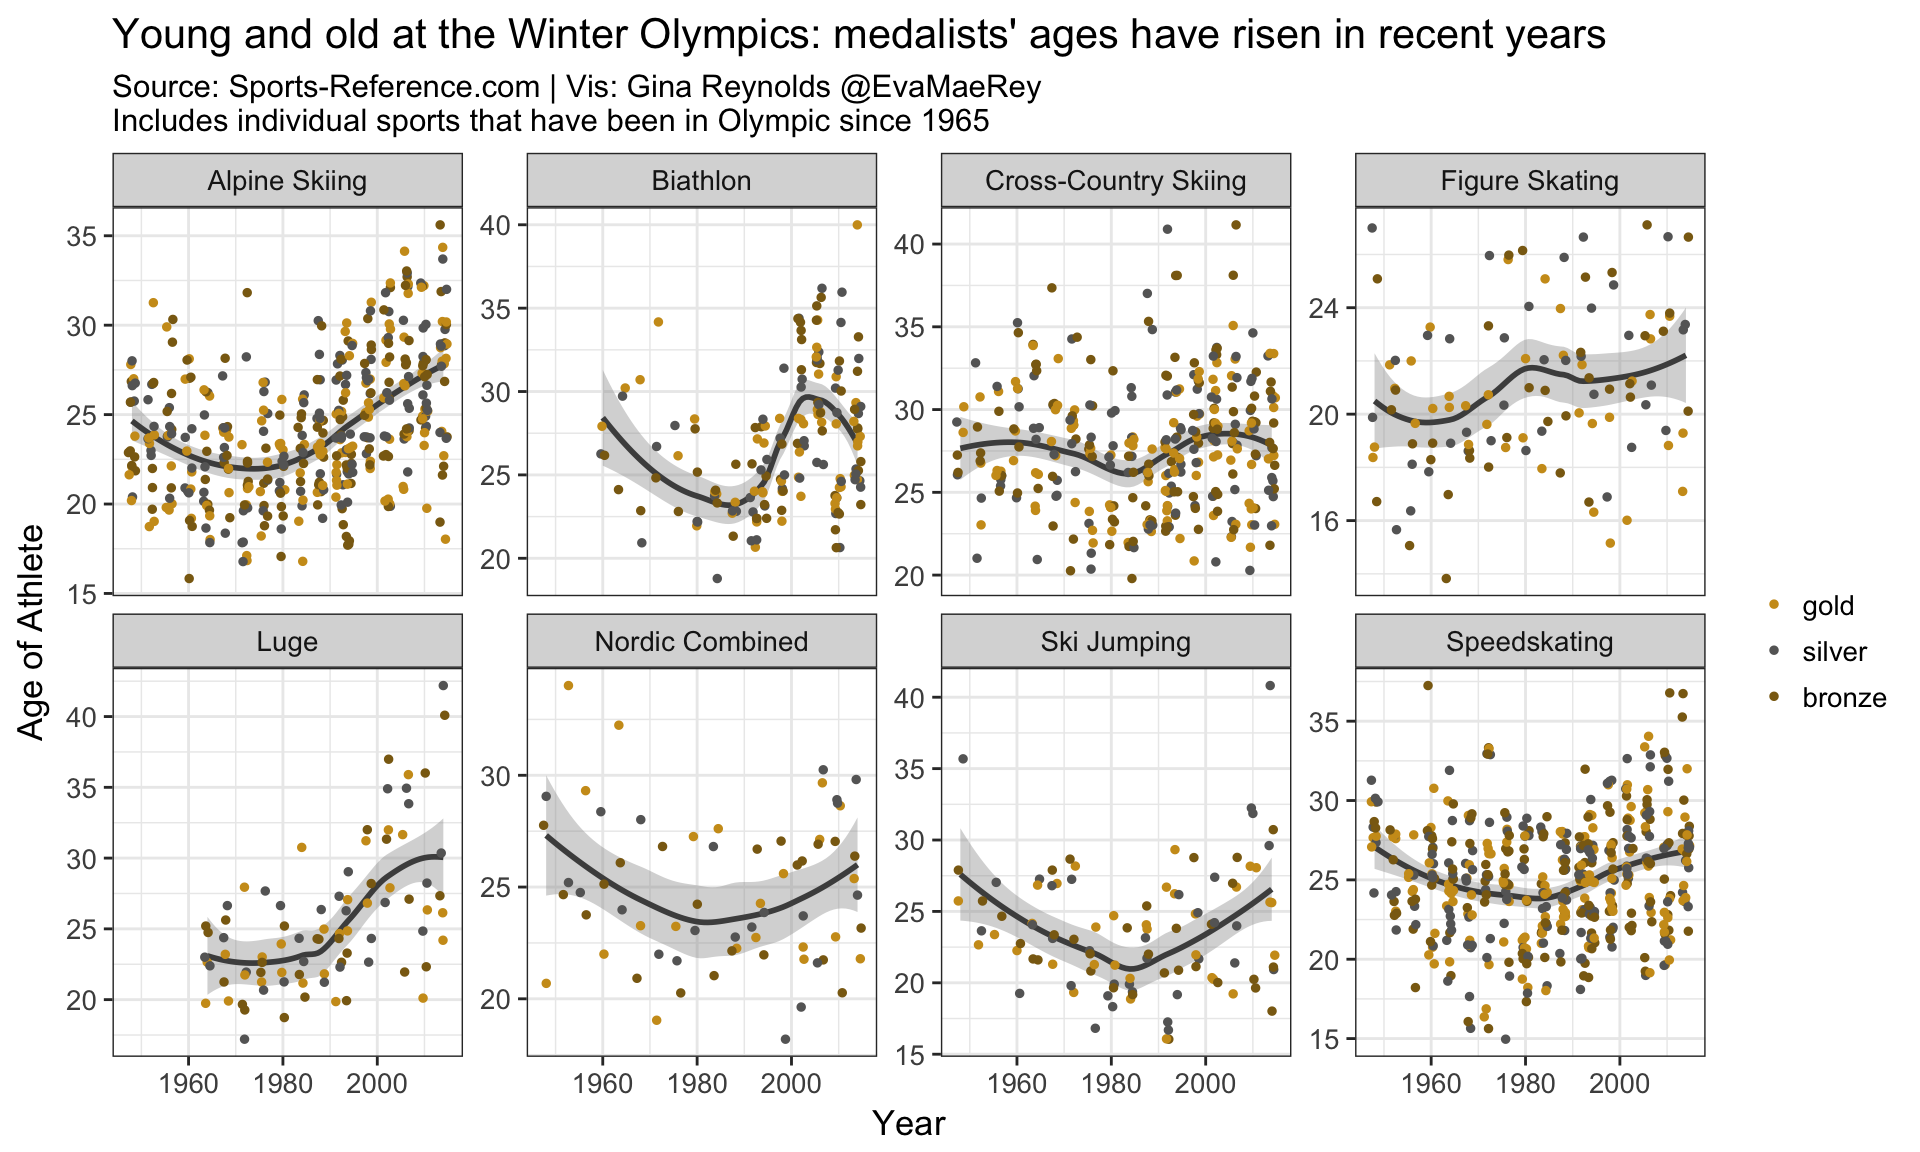 Young and old at the Winter Olympics: medalists' ages have risen in recent years
Source: Sports-Reference.com | Vis: Gina Reynolds @EvaMaeRey
Includes individual sports that have been in Olympic since 1965
Alpine Skiing
Biathlon
Cross-Country Skiing
Figure Skating
35
30
25
20
15
40
35
30
25
20
40
35
30
25
20
24
20
16
Luge
Nordic Combined
Ski Jumping
Speedskating
40
35
30
25
20
30
25
20
40
35
30
25
20
15
35
30
25
20
15
1960 1980 2000
1960 1980 2000
1960 1980 2000
1960 1980 2000
Year
Age of Athlete
gold
silver
bronze